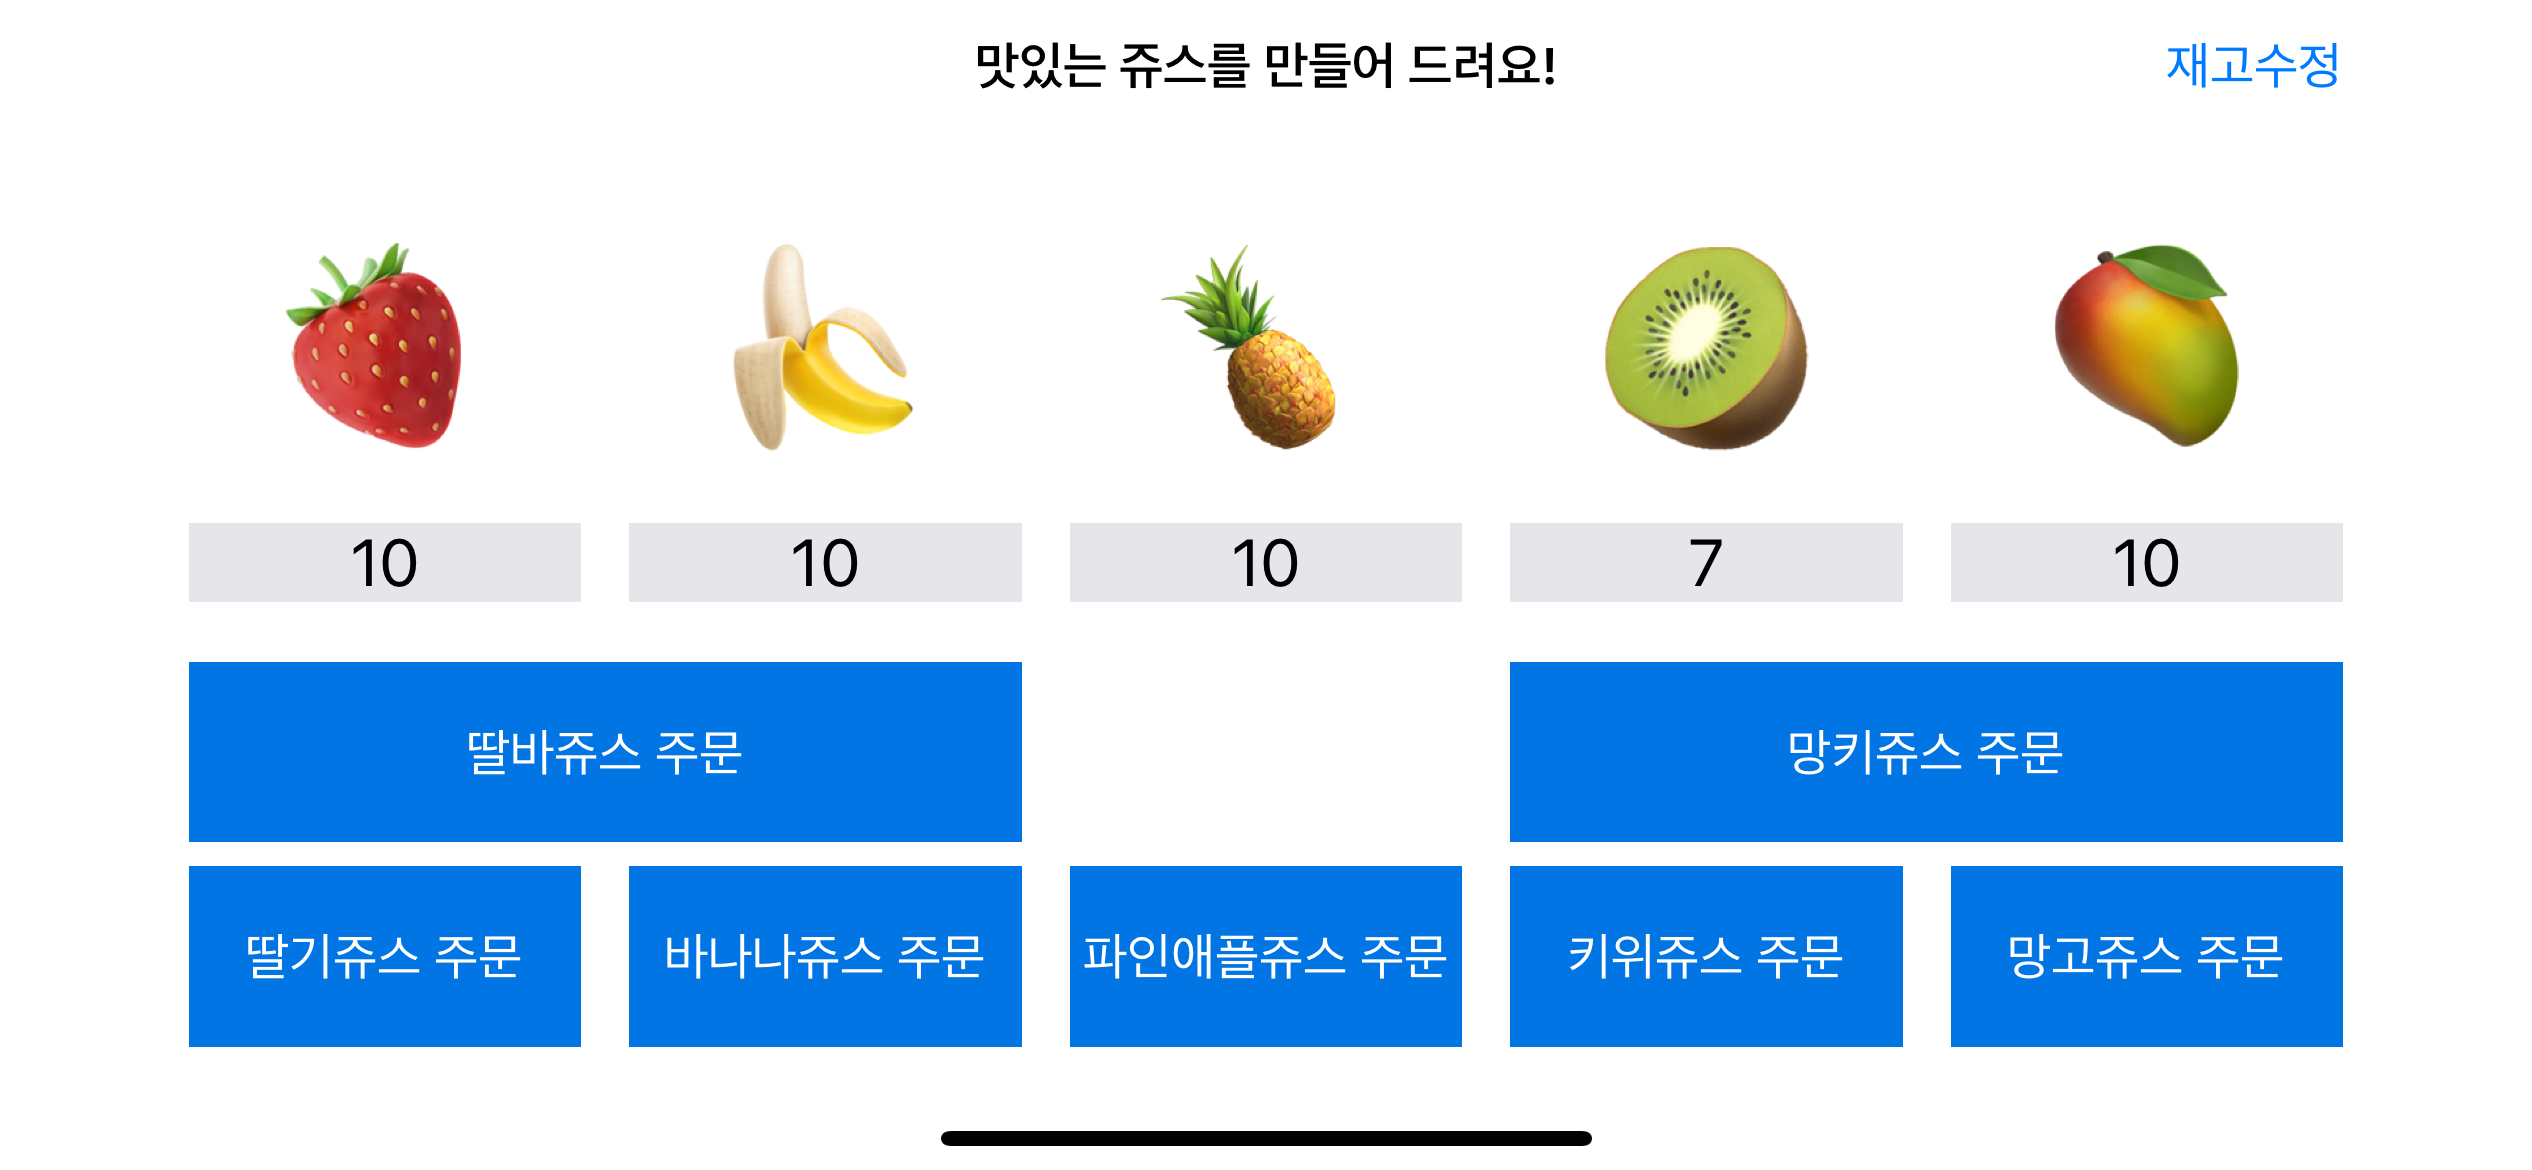 맛있는 쥬스를 만들어 드려요!
재고수정
10
10
10
7
10
딸바쥬스 주문
망키쥬스 주문
딸기쥬스 주문
바나나쥬스 주문
파인애플쥬스 주문
키위쥬스 주문
망고쥬스 주문